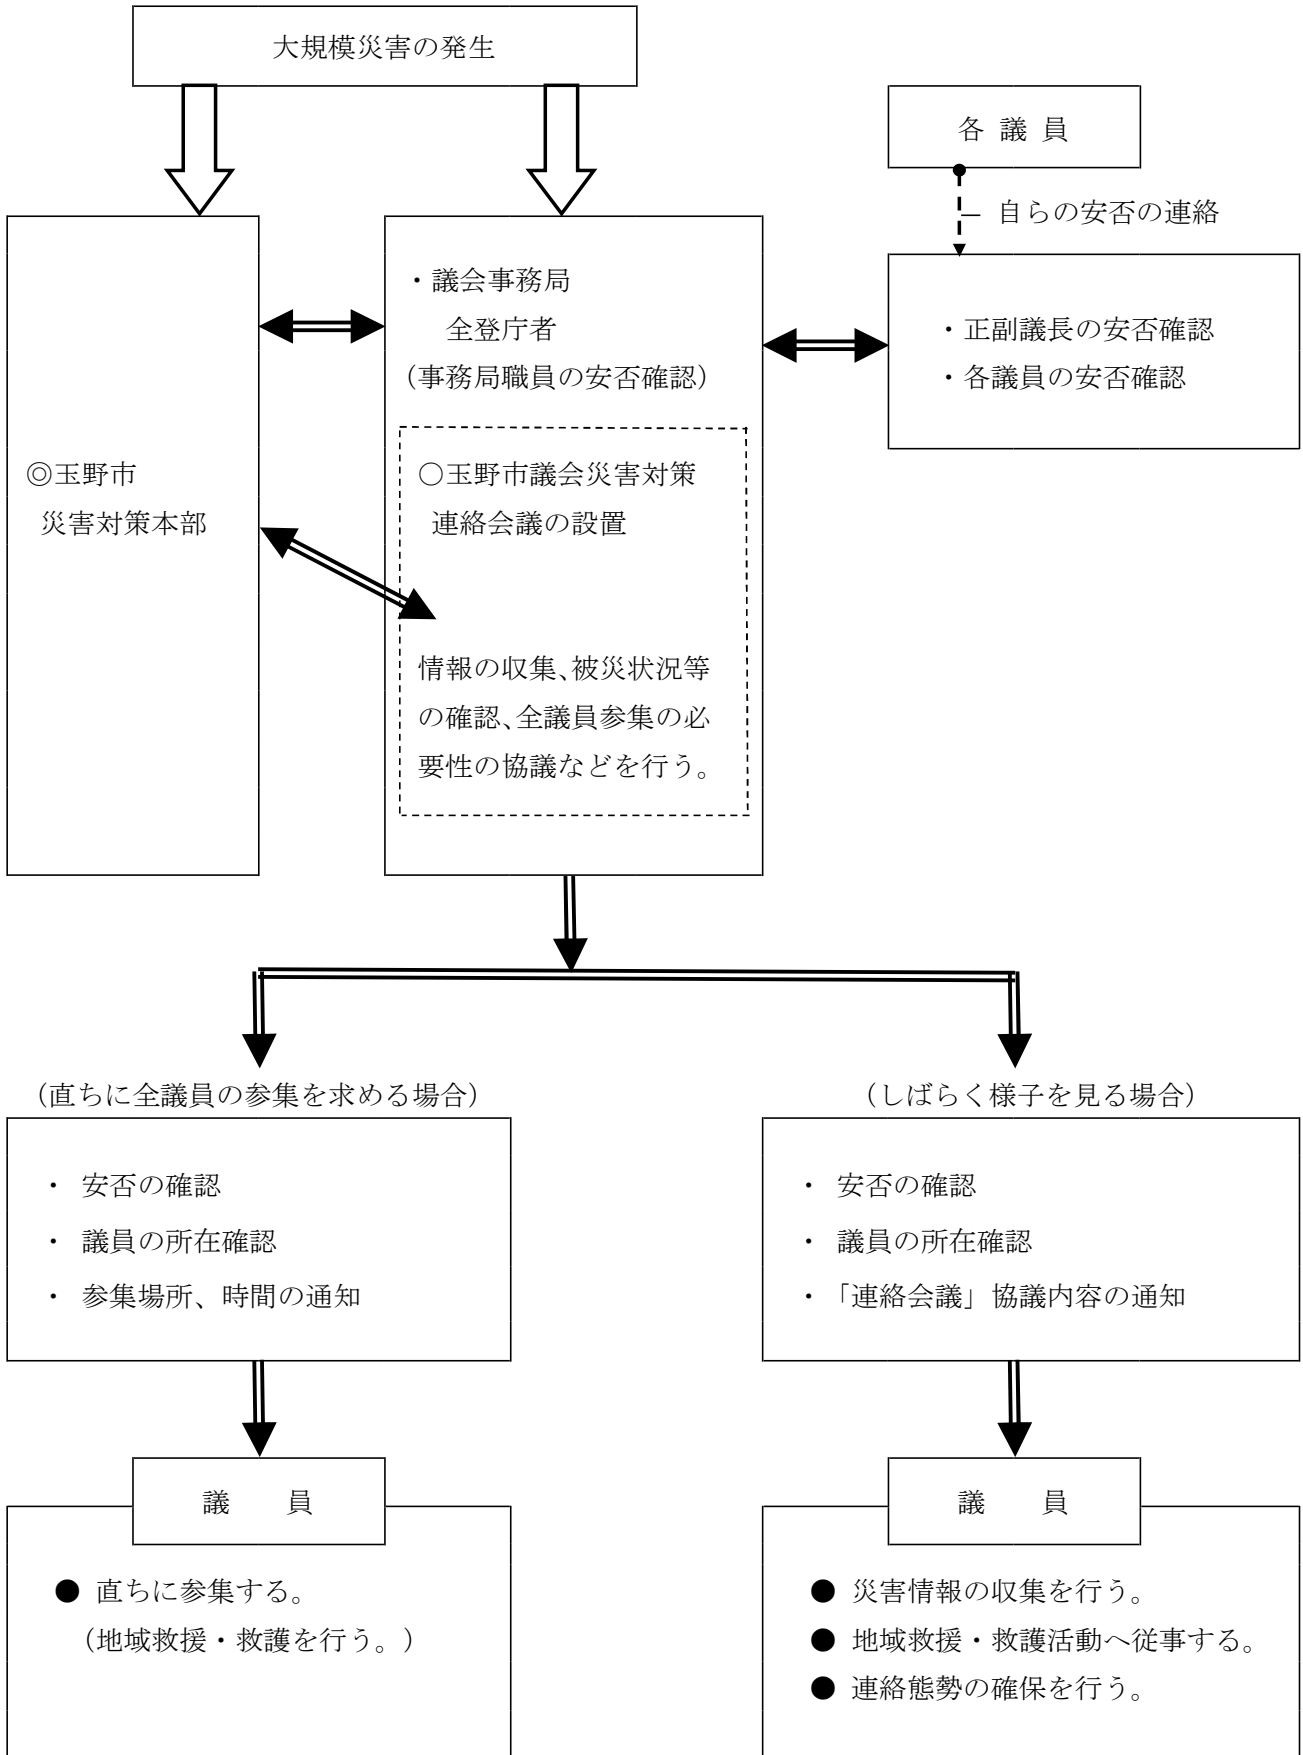 大規模災害の発生
各 議 員
自らの安否の連絡
・議会事務局
全登庁者
（事務局職員の安否確認）
・正副議長の安否確認
・各議員の安否確認
◎玉野市
災害対策本部
○玉野市議会災害対策
連絡会議の設置
情報の収集、被災状況等
の確認、全議員参集の必
要性の協議などを行う。
（直ちに全議員の参集を求める場合）
・ 安否の確認
・ 議員の所在確認
・ 参集場所、時間の通知
議　　員
● 直ちに参集する。
（地域救援・救護を行う。）
（しばらく様子を見る場合）
・ 安否の確認
・ 議員の所在確認
・ 「連絡会議」協議内容の通知
議　　員
● 災害情報の収集を行う。
● 地域救援・救護活動へ従事する。
● 連絡態勢の確保を行う。